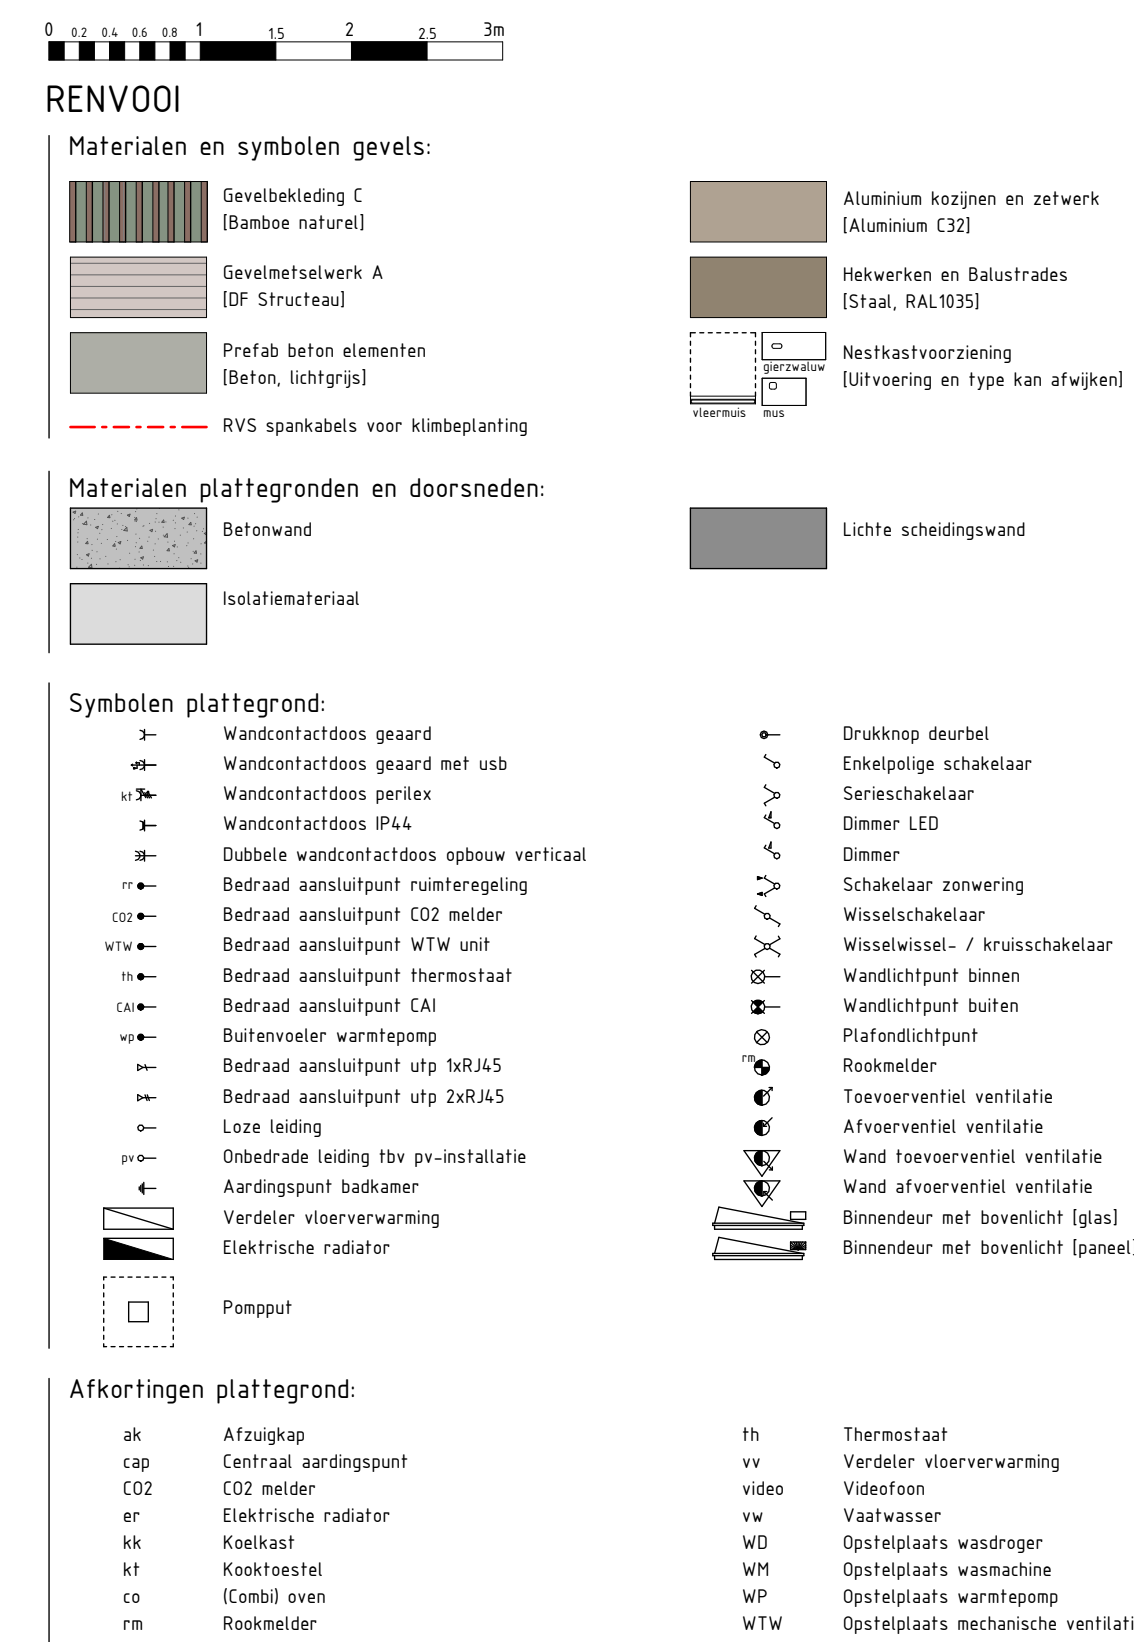 0 0.2 0.4 0.6 0.8 1 1.5 2 2.5 3m
RENVOOI
Materialen en symbolen gevels:
Gevelbekleding C
[Bamboe naturel]
Gevelmetselwerk A
[DF Structeau]
Prefab beton elementen
[Beton, lichtgrijs]
RVS spankabels voor klimbeplanting
Aluminium kozijnen en zetwerk
[Aluminium C32]
Hekwerken en Balustrades
[Staal, RAL1035]
gierzwaluw
vleermuis mus
Nestkastvoorziening
[Uitvoering en type kan afwijken]
Materialen plattegronden en doorsneden:
Betonwand
Isolatiemateriaal
Lichte scheidingswand
Symbolen plattegrond:
Wandcontactdoos geaard
Wandcontactdoos geaard met usb
kt Wandcontactdoos perilex
Wandcontactdoos IP44
Dubbele wandcontactdoos opbouw verticaal
rr Bedraad aansluitpunt ruimteregeling
CO2 Bedraad aansluitpunt CO2 melder
WTW Bedraad aansluitpunt WTW unit
th Bedraad aansluitpunt thermostaat
CAI Bedraad aansluitpunt CAI
wp Buitenvoeler warmtepomp
Bedraad aansluitpunt utp 1xRJ45
Bedraad aansluitpunt utp 2xRJ45
Loze leiding
pv Onbedrade leiding tbv pv-installatie
Aardingspunt badkamer
Verdeler vloerverwarming
Elektrische radiator
Pompput
Drukknop deurbel
Enkelpolige schakelaar
Serieschakelaar
Dimmer LED
Dimmer
Schakelaar zonwering
Wisselschakelaar
Wisselwissel- / kruisschakelaar
Wandlichtpunt binnen
Wandlichtpunt buiten
Plafondlichtpunt
rm Rookmelder
Toevoerventiel ventilatie
Afvoerventiel ventilatie
Wand toevoerventiel ventilatie
Wand afvoerventiel ventilatie
Binnendeur met bovenlicht [glas]
Binnendeur met bovenlicht [paneel]
Afkortingen plattegrond:
ak Afzuigkap
cap Centraal aardingspunt
CO2 CO2 melder
er Elektrische radiator
kk Koelkast
kt Kooktoestel
co (Combi) oven
rm Rookmelder
th Thermostaat
vv Verdeler vloerverwarming
video Videofoon
vw Vaatwasser
WD Opstelplaats wasdroger
WM Opstelplaats wasmachine
WP Opstelplaats warmtepomp
WTW Opstelplaats mechanische ventilati